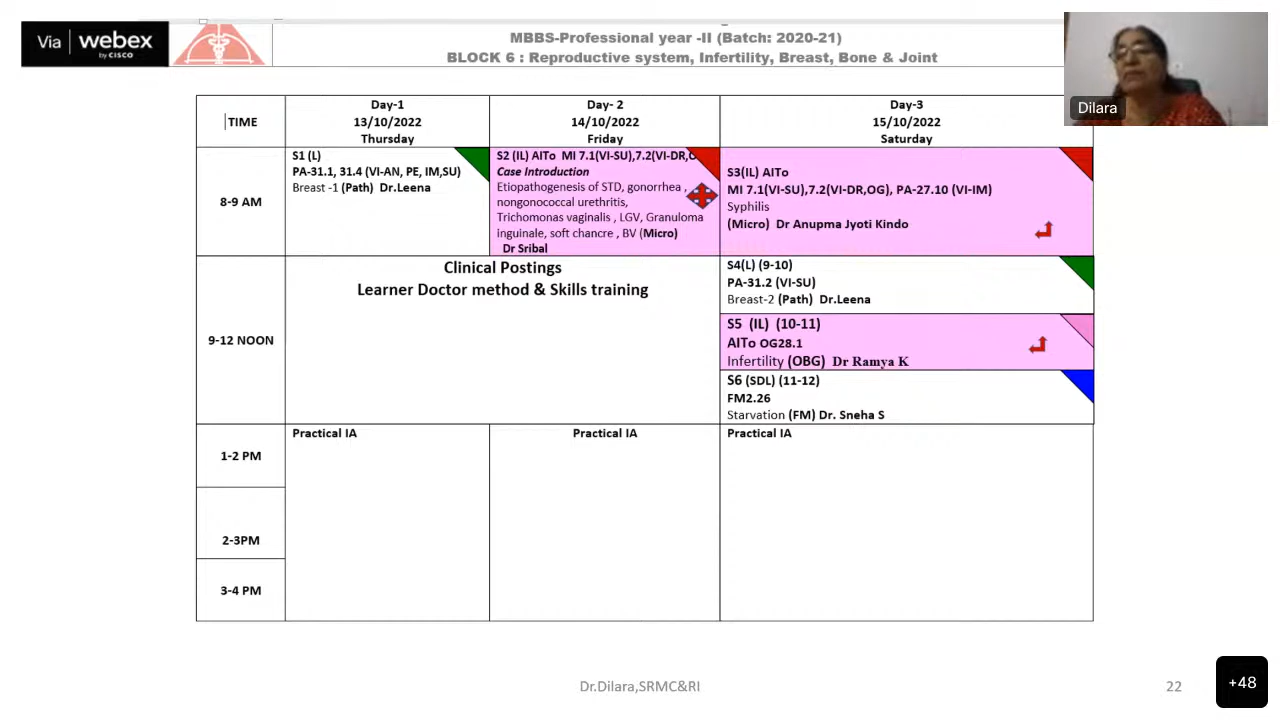 Via webex
by CISCO
MBBS-Professional year -II (Batch: 2020-21)
BLOCK 6 : Reproductive system, Infertility, Breast, Bone & Joint
Dilara
TIME
Day-1
13/10/2022
Thursday
Day- 2
14/10/2022
Friday
Day-3
15/10/2022
Saturday
8-9 AM
S1 (L)
PA-31.1, 31.4 (VI-AN, PE, IM,SU)
Breast -1 (Path) Dr.Leena
S2 (IL) AITo MI 7.1(VI-SU),7.2(VI-DR,O
Case Introduction
Etiopathogenesis of STD, gonorrhea ,
nongonococcal urethritis,
Trichomonas vaginalis , LGV, Granuloma
inguinale, soft chancre , BV (Micro)
Dr Sribal
S3(IL) AITo
MI 7.1(VI-SU),7.2(VI-DR,OG), PA-27.10 (VI-IM)
Syphilis
(Micro) Dr Anupma Jyoti Kindo
9-12 NOON
Clinical Postings
Learner Doctor method & Skills training
S4(L) (9-10)
PA-31.2 (VI-SU)
Breast-2 (Path) Dr.Leena
S5 (IL) (10-11)
AITo OG28.1
Infertility (OBG) Dr Ramya K
S6 (SDL) (11-12)
FM2.26
Starvation (FM) Dr. Sneha S
1-2 PM
Practical IA
Practical IA
Practical IA
2-3PM
3-4 PM
Dr.Dilara,SRMC&RI
22
+48